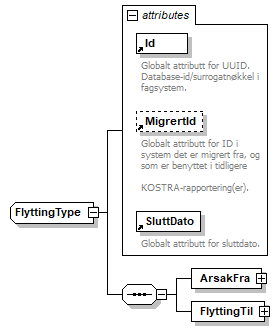 attributes
Id
Globalt attributt for UUID.
Database-id/surrogatnøkkel i
fagsystem.
MigrertId
Globalt attributt for ID i
system det er migrert fra, og
som er benyttet i tidligere
KOSTRA-rapportering(er).
FlyttingType
SluttDato
Globalt attributt for sluttdato.
ArsakFra
FlyttingTil